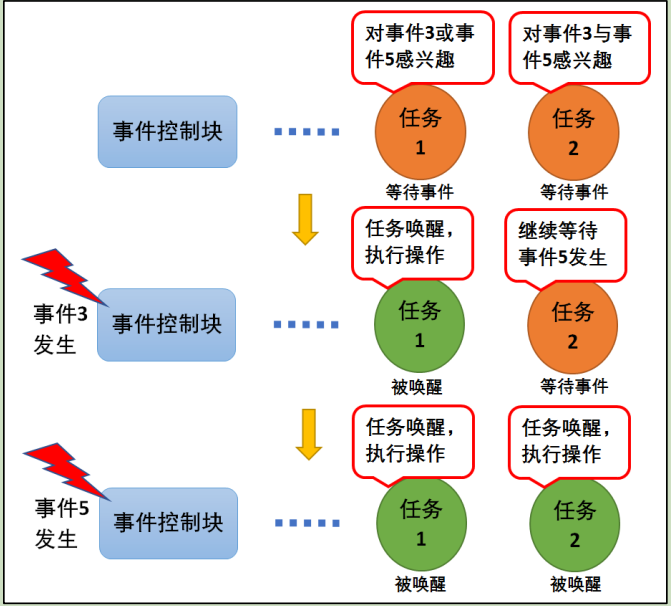 对事件3或事
件5感兴趣
对事件3与事
件5感兴趣
事件控制块
任务
1
任务
2
等待事件
等待事件
任务唤醒，
执行操作
继续等待
事件5发生
事件3
发生
事件控制块
任务
1
任务
2
被唤醒
等待事件
任务唤醒，
执行操作
任务唤醒，
执行操作
事件5
发生
事件控制块
任务
1
任务
2
被唤醒
被唤醒